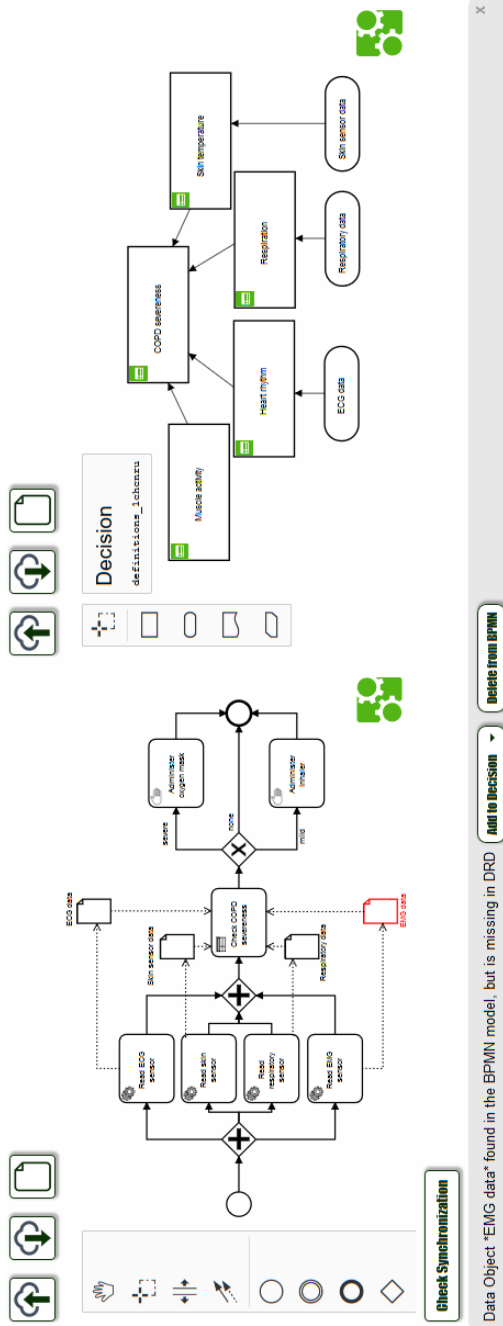 Read ECG
sensor
Read skin
sensor
Read
respiratory
sensor
Read EMG
sensor
ECG data
Skin sensor data
Respiratory data
EMG data
Check COPD
severeness
severe
none
mild
Administer
oxygen mask
Administer
inhaler
Check Synchronization
Decision
definitions_1chcnru
COPD severeness
Muscle activity
Heart rhythm
Respiration
Skin temperature
ECG data
Respiratory data
Skin sensor data
Data Object *EMG data* found in the BPMN model, but is missing in DRD
Add to Decision
Delete from BPMN
x